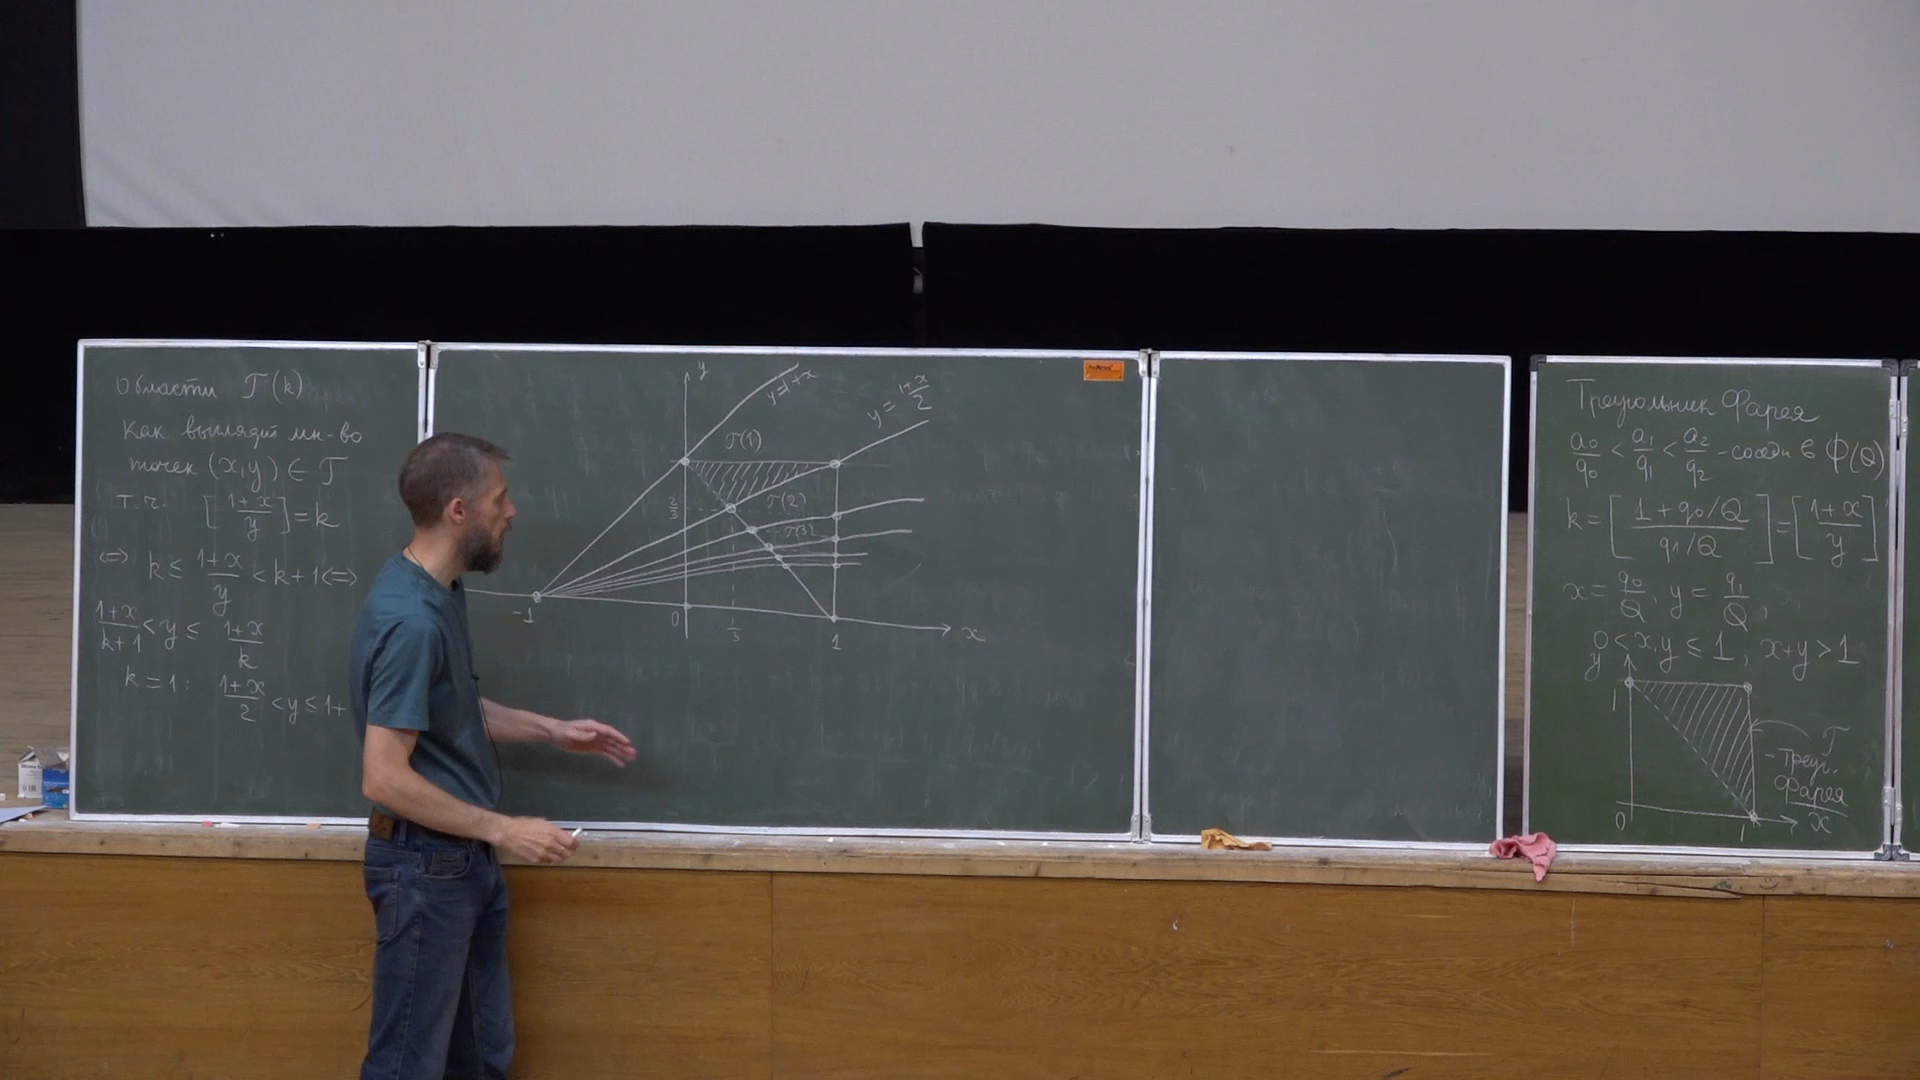 Области 𝒯(k)
Как выглядит мн-во
точек (x,y) ∈ 𝒯
т.ч. [(1+x)/y] = k
⇔ k ≤ (1+x)/y < k+1 ⇔
(1+x)/(k+1) < y ≤ (1+x)/k
k = 1: (1+x)/2 < y ≤ 1+
y
y=1+x
y = (1+x)/2
𝒯(1)
2/3
𝒯(2)
𝒯(3)
-1
0
1/3
1
x
Треугольник Фарея
a₀/q₀ < a₁/q₁ < a₂/q₂ - соседи в Ф(Q)
k = [(1 + q₀/Q)/(q₁/Q)] = [(1+x)/y]
x = q₀/Q, y = q₁/Q,
0 < x,y ≤ 1, x+y > 1
y
1
𝒯
- треуг.
Фарея
0
1
x